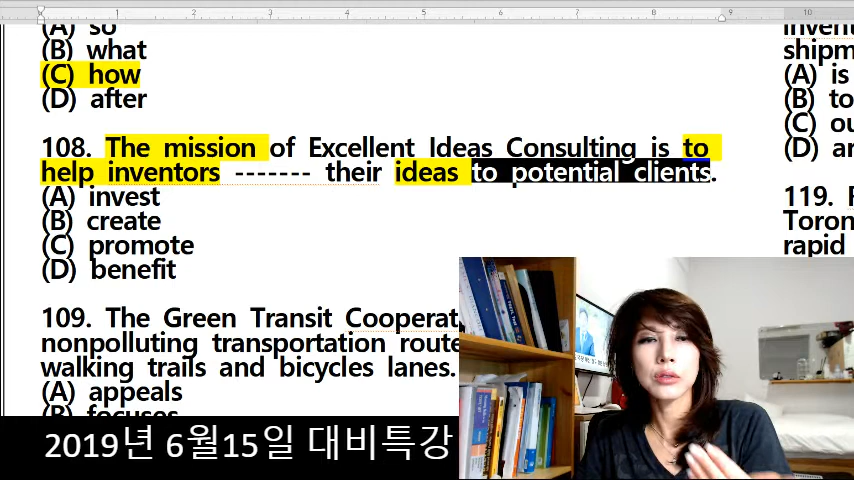 (A) so
(B) what
(C) how
(D) after
108. The mission of Excellent Ideas Consulting is to
help inventors ------- their ideas to potential clients.
(A) invest
(B) create
(C) promote
(D) benefit
109. The Green Transit Cooperat
nonpolluting transportation route
walking trails and bicycles lanes.
(A) appeals
(B) focuses
shipm
(A) is
(B) to
(C) ou
(D) ar
119. F
Toron
rapid
2019년 6월15일 대비특강